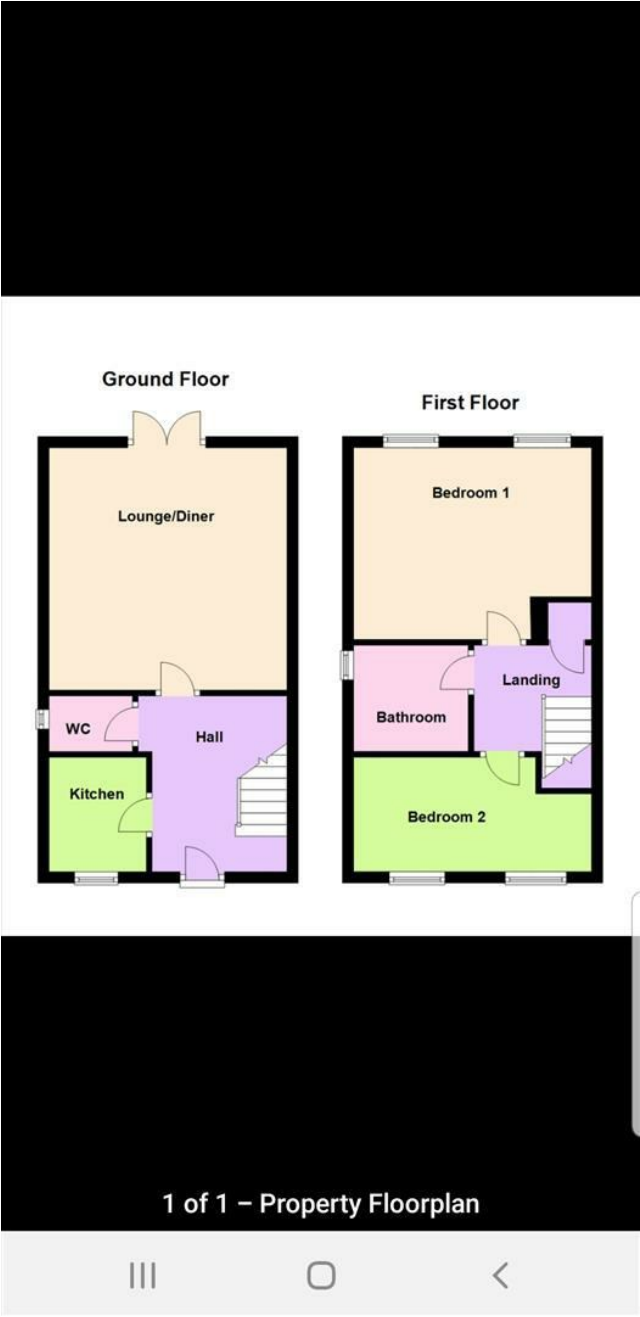 Ground Floor
Lounge/Diner
WC
Hall
Kitchen
First Floor
Bedroom 1
Landing
Bathroom
Bedroom 2
1 of 1 – Property Floorplan